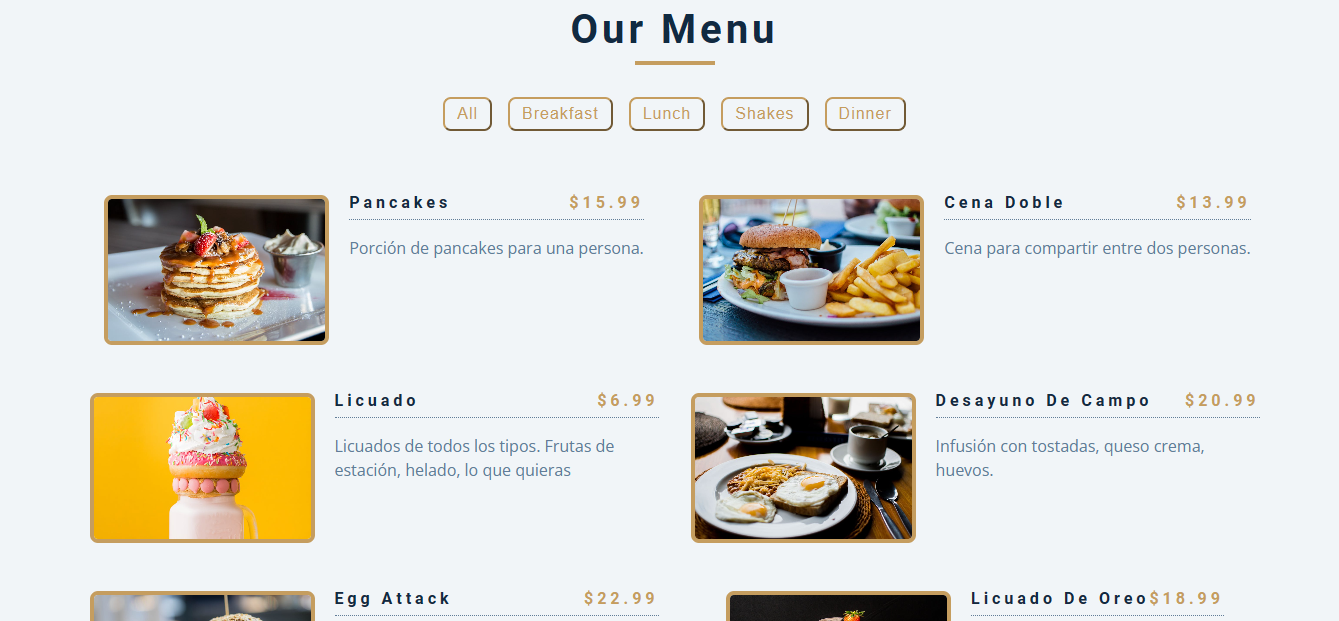 Our Menu
All Breakfast Lunch Shakes Dinner
Pancakes $15.99
Porción de pancakes para una persona.
Cena Doble $13.99
Cena para compartir entre dos personas.
Licuado $6.99
Licuados de todos los tipos. Frutas de
estación, helado, lo que quieras
Desayuno De Campo $20.99
Infusión con tostadas, queso crema,
huevos.
Egg Attack $22.99
Licuado De Oreo $18.99